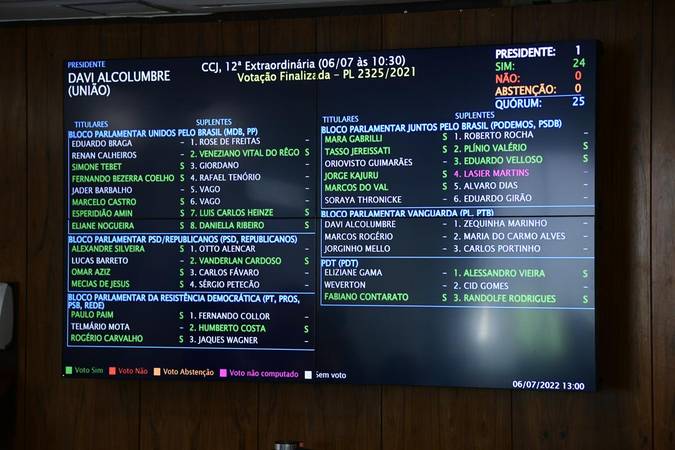 PRESIDENTE
DAVI ALCOLUMBRE
(UNIÃO)
CCJ, 12ª Extraordinária (06/07 às 10:30)
Votação Finalizada - PL 2325/2021
PRESIDENTE: 1
SIM: 24
NÃO: 0
ABSTENÇÃO: 0
QUÓRUM: 25
TITULARES SUPLENTES
BLOCO PARLAMENTAR UNIDOS PELO BRASIL (MDB, PP)
EDUARDO BRAGA - 1. ROSE DE FREITAS -
RENAN CALHEIROS - 2. VENEZIANO VITAL DO RÊGO S
SIMONE TEBET S 3. GIORDANO -
FERNANDO BEZERRA COELHO S 4. RAFAEL TENÓRIO -
JADER BARBALHO - 5. VAGO -
MARCELO CASTRO S 6. VAGO -
ESPERIDIÃO AMIN S 7. LUIS CARLOS HEINZE S
ELIANE NOGUEIRA S 8. DANIELLA RIBEIRO S
BLOCO PARLAMENTAR PSD/REPUBLICANOS (PSD, REPUBLICANOS)
ALEXANDRE SILVEIRA S 1. OTTO ALENCAR -
LUCAS BARRETO - 2. VANDERLAN CARDOSO S
OMAR AZIZ S 3. CARLOS FÁVARO -
MECIAS DE JESUS S 4. SÉRGIO PETECÃO -
BLOCO PARLAMENTAR DA RESISTÊNCIA DEMOCRÁTICA (PT, PROS,
PSB, REDE)
PAULO PAIM S 1. FERNANDO COLLOR -
TELMÁRIO MOTA - 2. HUMBERTO COSTA S
ROGÉRIO CARVALHO S 3. JAQUES WAGNER -
TITULARES SUPLENTES
BLOCO PARLAMENTAR JUNTOS PELO BRASIL (PODEMOS, PSDB)
MARA GABRILLI S 1. ROBERTO ROCHA -
TASSO JEREISSATI S 2. PLÍNIO VALÉRIO S
ORIOVISTO GUIMARÃES - 3. EDUARDO VELLOSO S
JORGE KAJURU S 4. LASIER MARTINS -
MARCOS DO VAL S 5. ALVARO DIAS -
SORAYA THRONICKE - 6. EDUARDO GIRÃO -
BLOCO PARLAMENTAR VANGUARDA (PL, PTB)
DAVI ALCOLUMBRE - 1. ZEQUINHA MARINHO -
MARCOS ROGÉRIO - 2. MARIA DO CARMO ALVES -
JORGINHO MELLO - 3. CARLOS PORTINHO -
PDT (PDT)
ELIZIANE GAMA - 1. ALESSANDRO VIEIRA S
WEVERTON - 2. CID GOMES -
FABIANO CONTARATO S 3. RANDOLFE RODRIGUES S
Voto Sim Voto Não Voto Abstenção Voto não computado Sem voto
06/07/2022 13:00